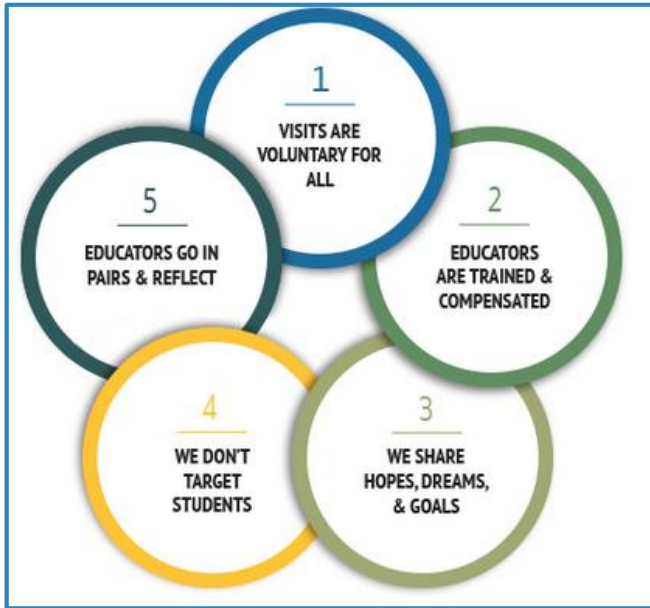 1
VISITS ARE
VOLUNTARY FOR
ALL
2
EDUCATORS
ARE TRAINED &
COMPENSATED
3
WE SHARE
HOPES, DREAMS,
& GOALS
4
WE DON'T
TARGET
STUDENTS
5
EDUCATORS GO IN
PAIRS & REFLECT